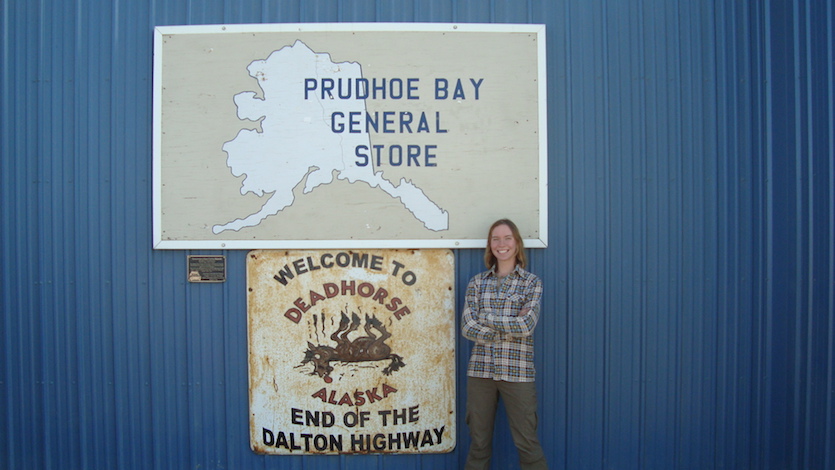 PRUDHOE BAY
GENERAL
STORE
WELCOME TO
DEADHORSE
ALASKA
END OF THE
DALTON HIGHWAY